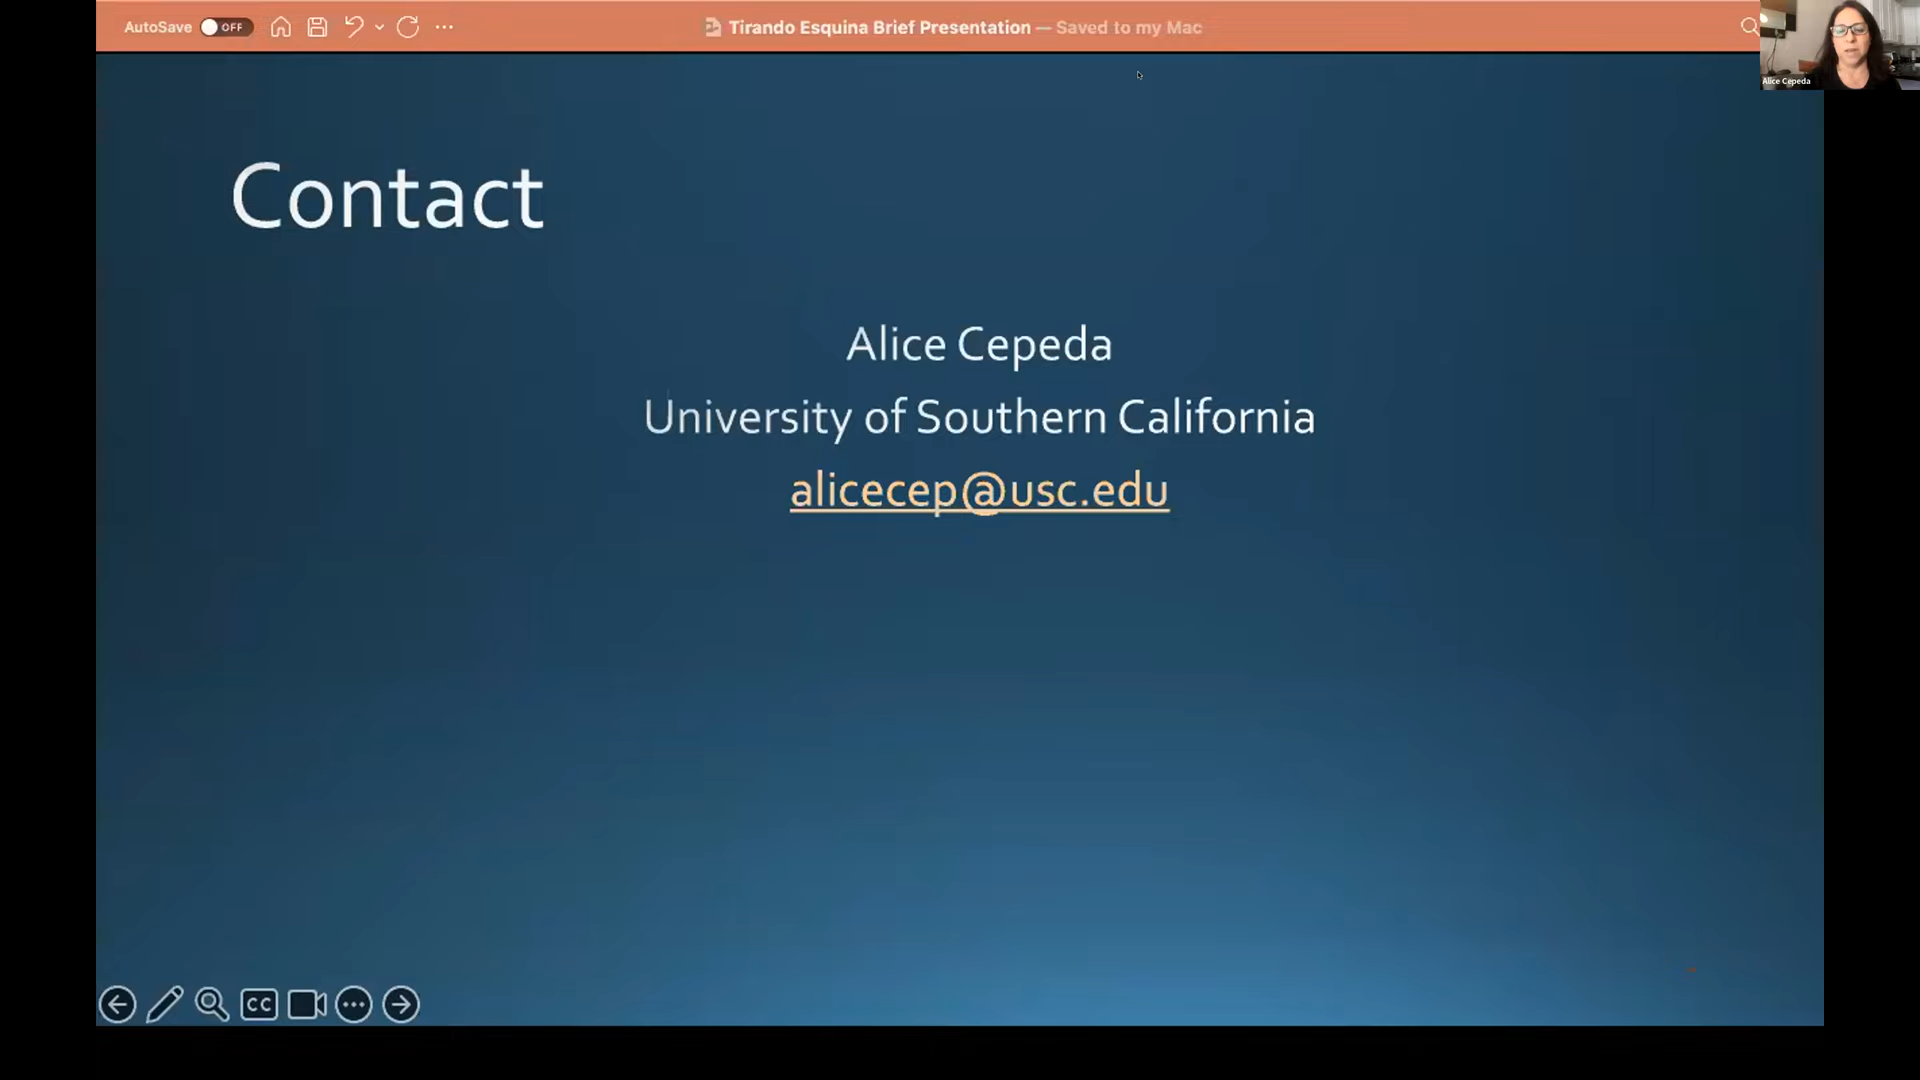 AutoSave OFF
Tirando Esquina Brief Presentation — Saved to my Mac
Alice Cepeda
Contact
Alice Cepeda
University of Southern California
alicecep@usc.edu
CC